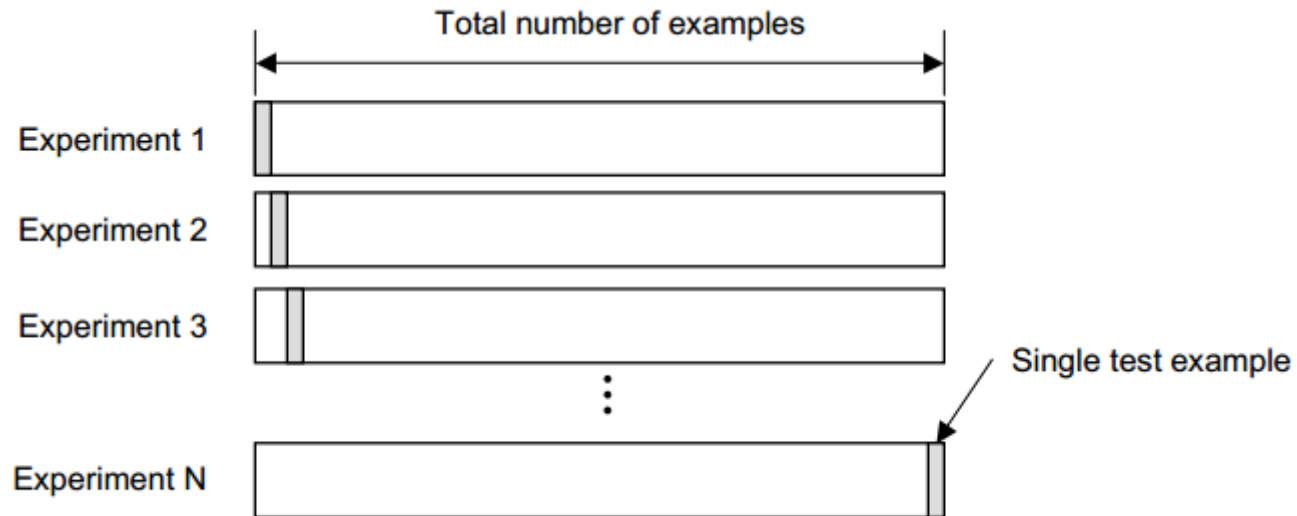 Total number of examples
Experiment 1
Experiment 2
Experiment 3
Single test example
Experiment N